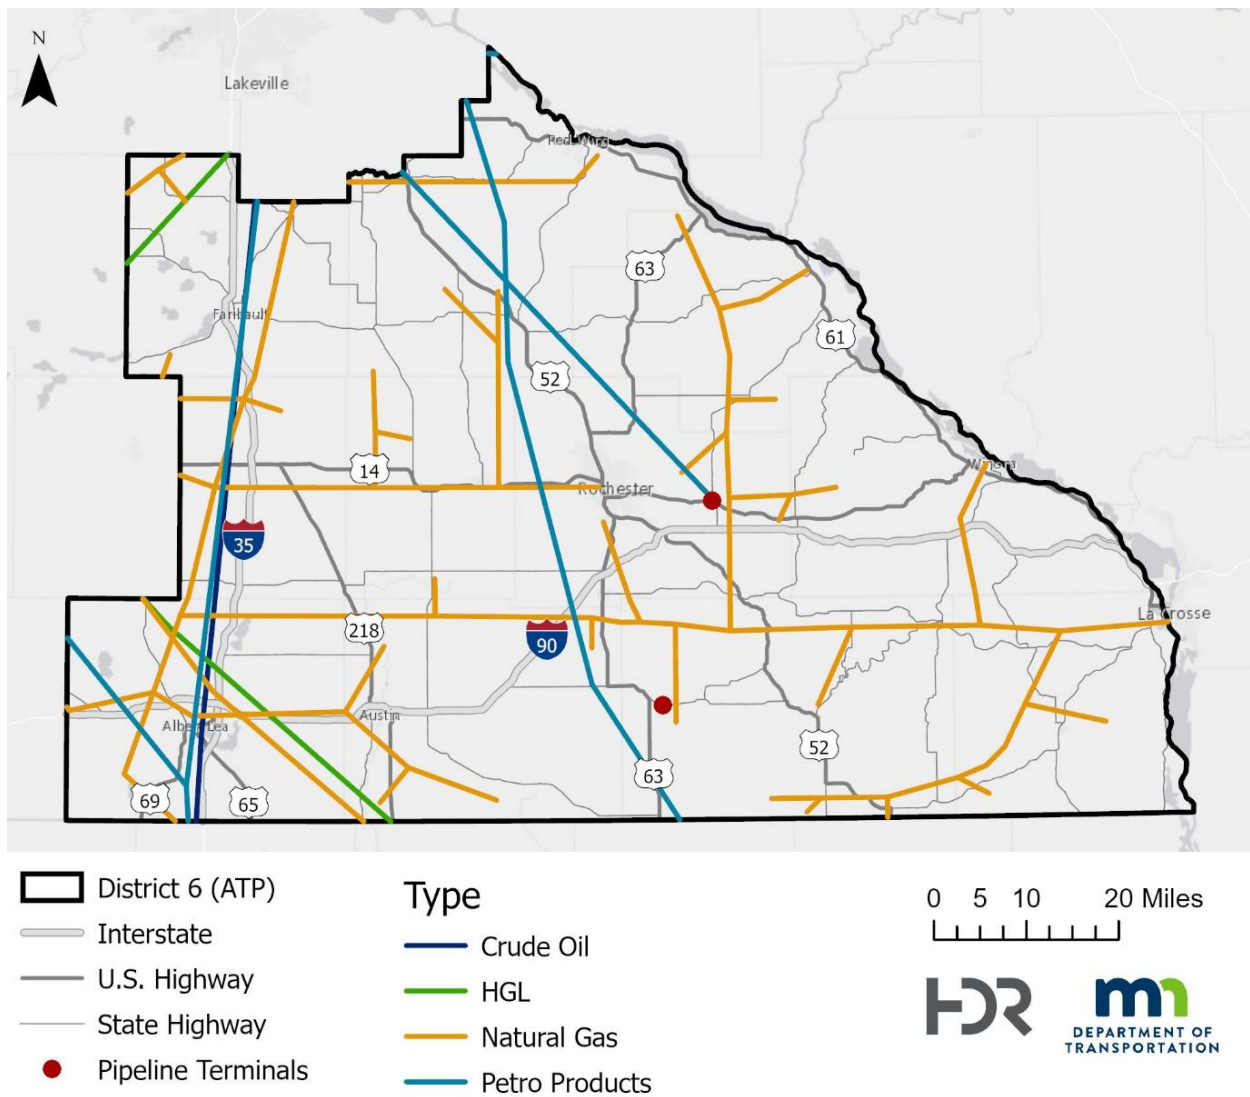 N
Lakeville
Red Wing
63
Faribault
61
52
14
Rochester
Winona
35
218
90
La Crosse
Albert Lea
Austin
52
63
69
65
District 6 (ATP)
Interstate
U.S. Highway
State Highway
Pipeline Terminals
Type
Crude Oil
HGL
Natural Gas
Petro Products
0 5 10 20 Miles
HDR
mn
DEPARTMENT OF
TRANSPORTATION